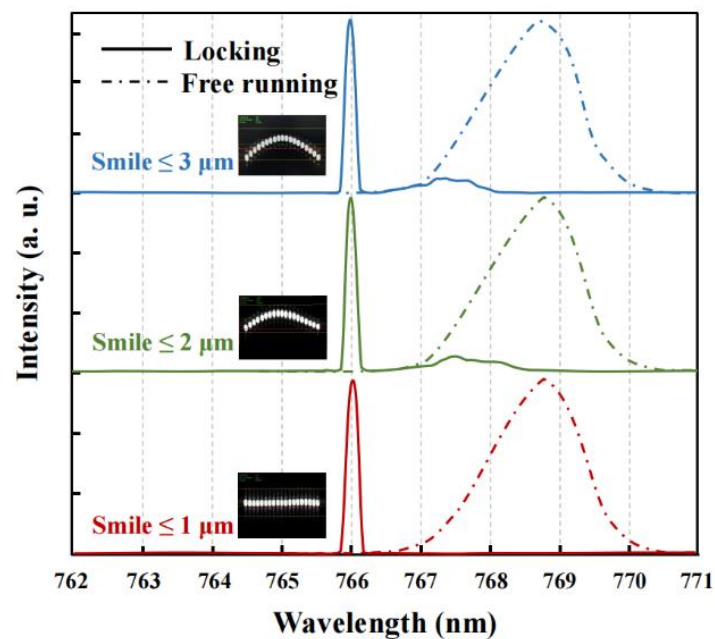 Locking
Free running
Smile ≤ 3 μm
Smile ≤ 2 μm
Smile ≤ 1 μm
Intensity (a. u.)
762 763 764 765 766 767 768 769 770 771
Wavelength (nm)